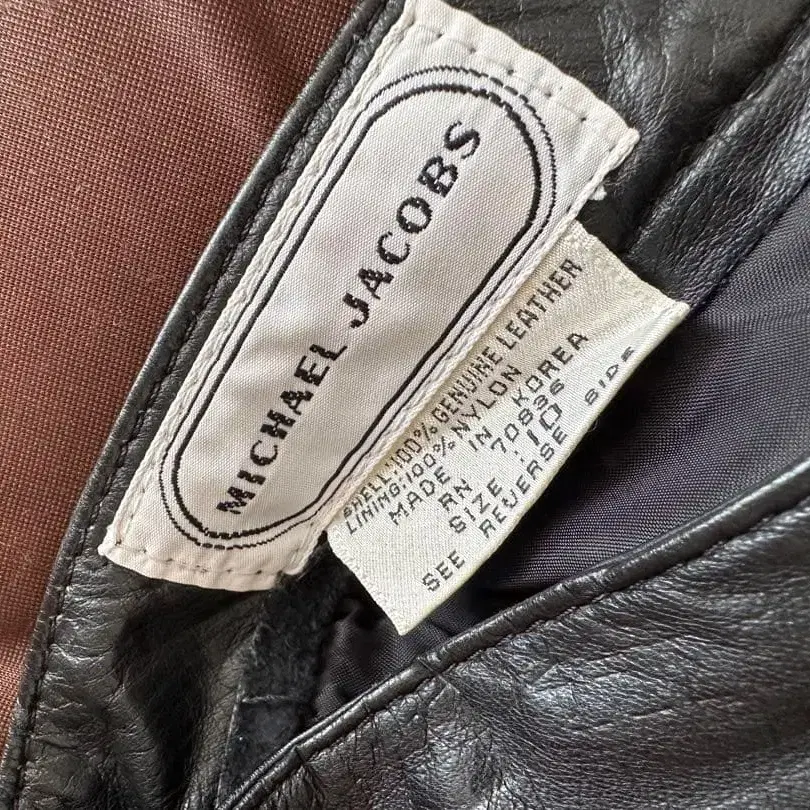 MICHAEL JACOBS
SHELL:100% GENUINE LEATHER
LINING:100% NYLON
MADE IN KOREA
RN 70836
SIZE :10
SEE REVERSE SIDE